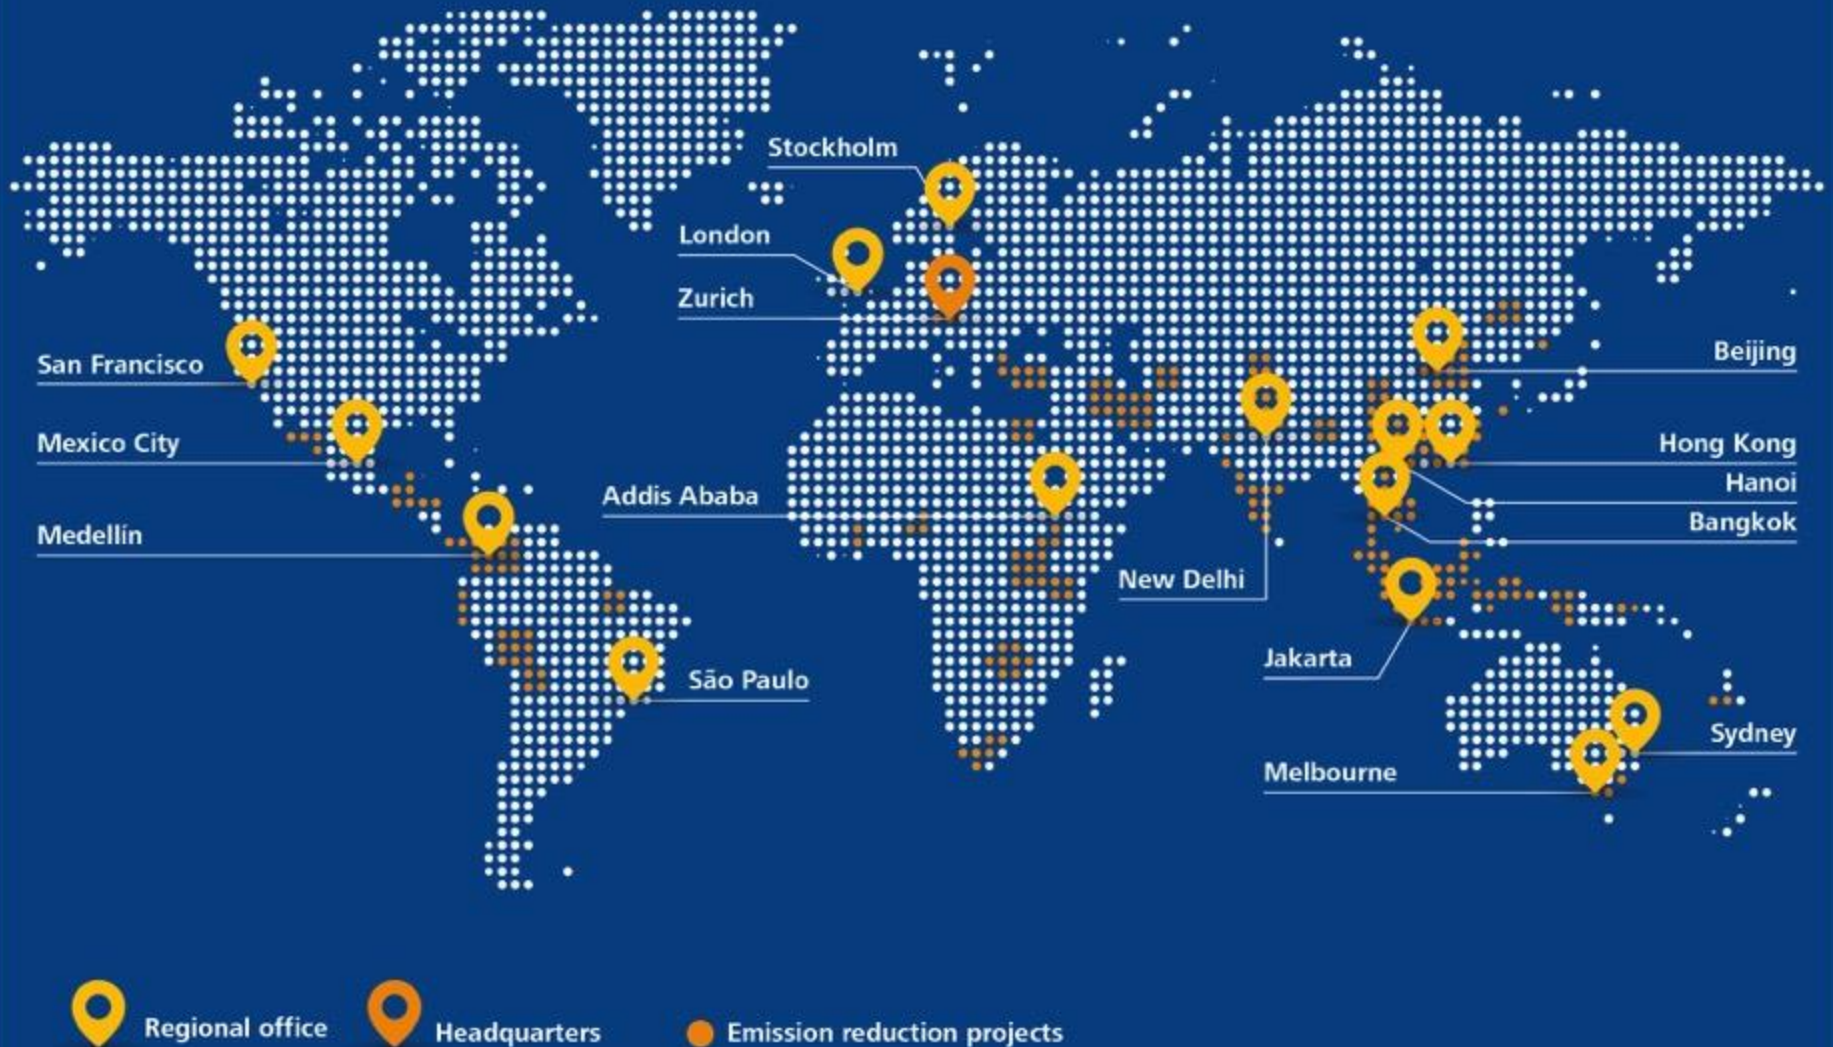 Stockholm
London
Zurich
San Francisco
Beijing
Mexico City
Hong Kong
Hanoi
Addis Ababa
Bangkok
Medellín
New Delhi
Jakarta
São Paulo
Sydney
Melbourne
Regional office
Headquarters
Emission reduction projects